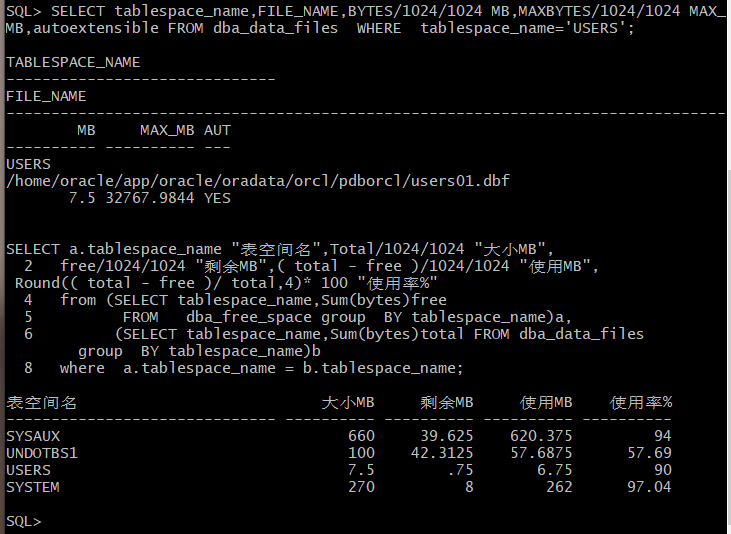 SQL> SELECT tablespace_name,FILE_NAME,BYTES/1024/1024 MB,MAXBYTES/1024/1024 MAX_
MB,autoextensible FROM dba_data_files  WHERE  tablespace_name='USERS';
TABLESPACE_NAME
------------------------------
FILE_NAME
--------------------------------------------------------------------------------
        MB     MAX_MB AUT
---------- ---------- ---
USERS
/home/oracle/app/oracle/oradata/orcl/pdborcl/users01.dbf
       7.5 32767.9844 YES
SELECT a.tablespace_name "表空间名",Total/1024/1024 "大小MB",
  2   free/1024/1024 "剩余MB",( total - free )/1024/1024 "使用MB",
 Round(( total - free )/ total,4)* 100 "使用率%"
  4   from (SELECT tablespace_name,Sum(bytes)free
  5          FROM   dba_free_space group  BY tablespace_name)a,
  6         (SELECT tablespace_name,Sum(bytes)total FROM dba_data_files
        group  BY tablespace_name)b
  8   where  a.tablespace_name = b.tablespace_name;
表空间名                           大小MB     剩余MB     使用MB    使用率%
------------------------------ ---------- ---------- ---------- ----------
SYSAUX                                660     39.625    620.375         94
UNDOTBS1                              100    42.3125    57.6875      57.69
USERS                                 7.5        .75       6.75         90
SYSTEM                                270          8        262      97.04
SQL>